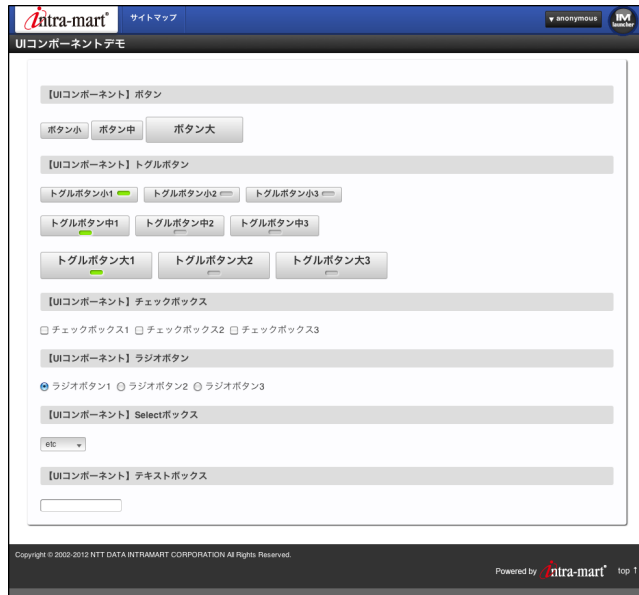 intra-mart®
サイトマップ
▼ anonymous
IM
launcher
UIコンポーネントデモ
【UIコンポーネント】ボタン
ボタン小 ボタン中 ボタン大
【UIコンポーネント】トグルボタン
トグルボタン小1 トグルボタン小2 トグルボタン小3
トグルボタン中1 トグルボタン中2 トグルボタン中3
トグルボタン大1 トグルボタン大2 トグルボタン大3
【UIコンポーネント】チェックボックス
チェックボックス1 チェックボックス2 チェックボックス3
【UIコンポーネント】ラジオボタン
ラジオボタン1 ラジオボタン2 ラジオボタン3
【UIコンポーネント】Selectボックス
etc
【UIコンポーネント】テキストボックス
Copyright © 2002-2012 NTT DATA INTRAMART CORPORATION All Rights Reserved.
Powered by intra-mart® top ↑